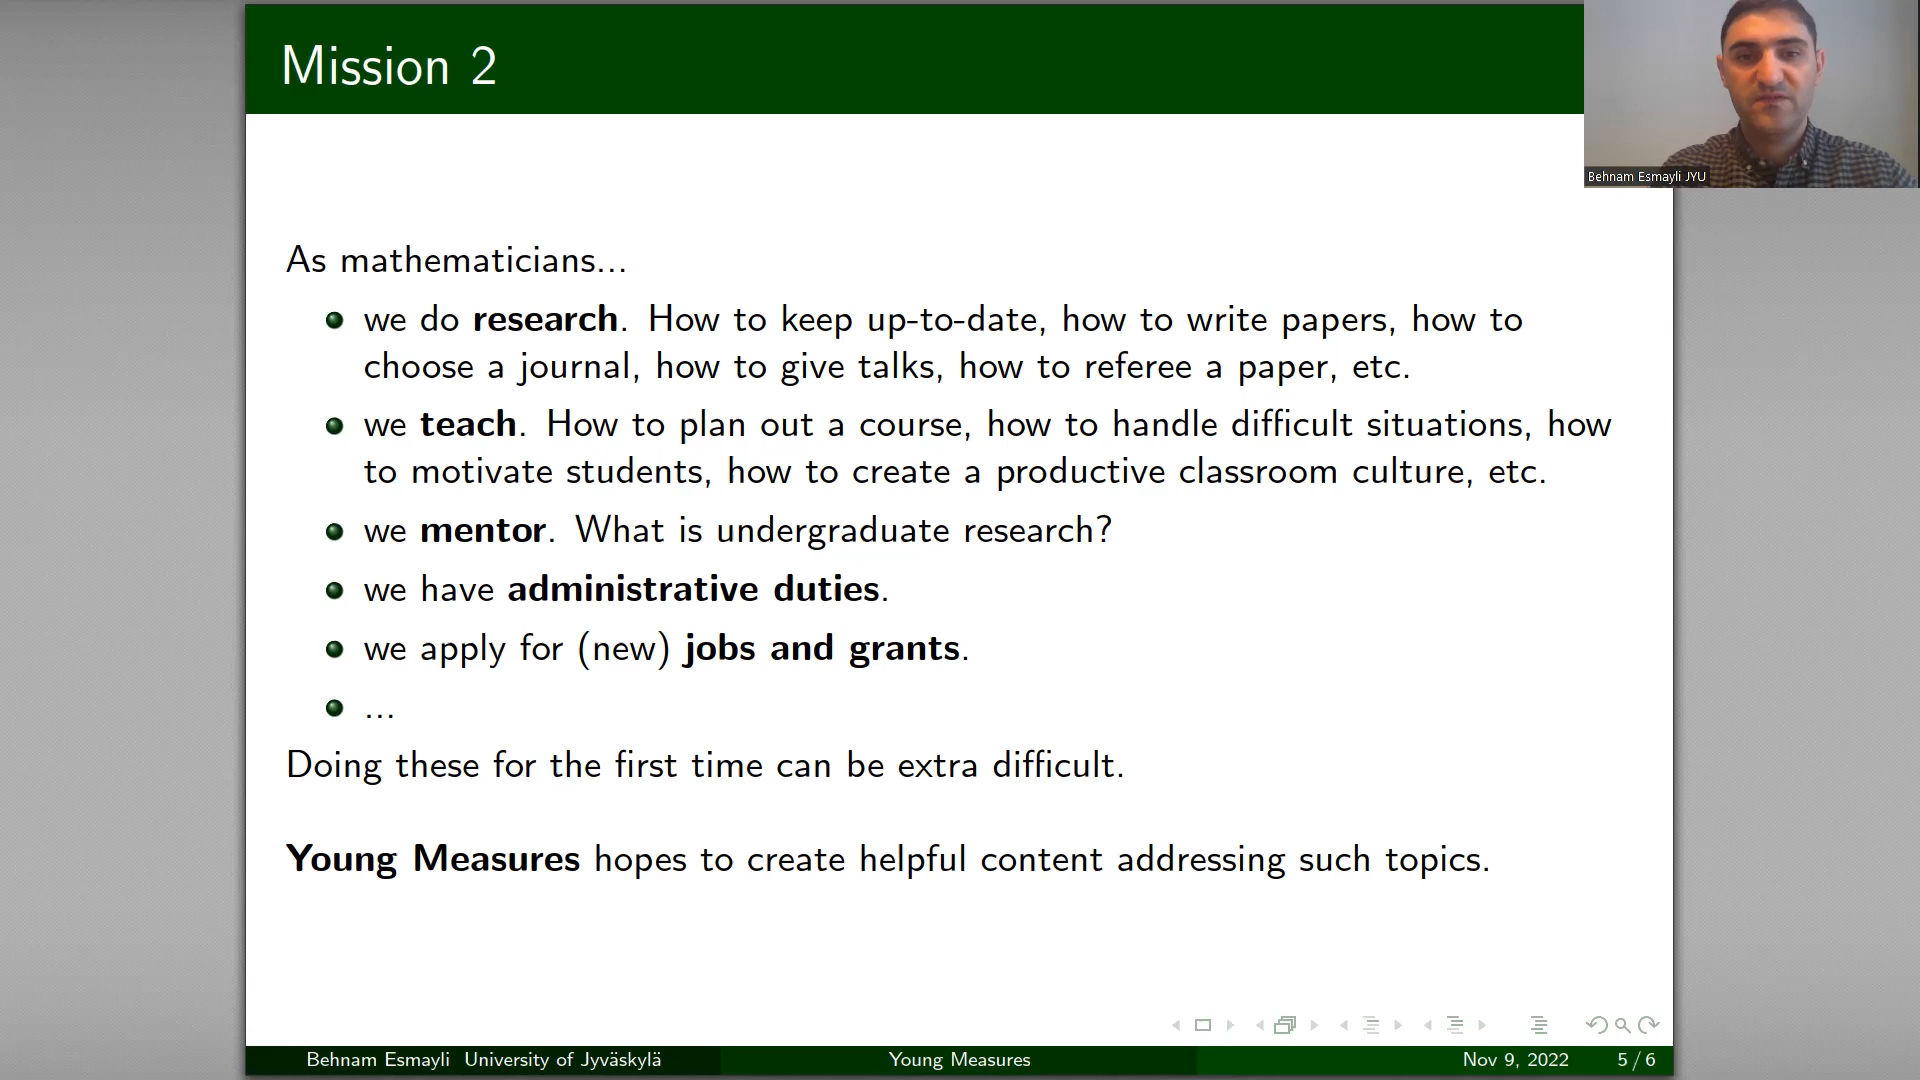 Mission 2
Behnam Esmayli JYU
As mathematicians...
we do research. How to keep up-to-date, how to write papers, how to
choose a journal, how to give talks, how to referee a paper, etc.
we teach. How to plan out a course, how to handle difficult situations, how
to motivate students, how to create a productive classroom culture, etc.
we mentor. What is undergraduate research?
we have administrative duties.
we apply for (new) jobs and grants.
...
Doing these for the first time can be extra difficult.
Young Measures hopes to create helpful content addressing such topics.
Behnam Esmayli University of Jyväskylä Young Measures Nov 9, 2022 5 / 6